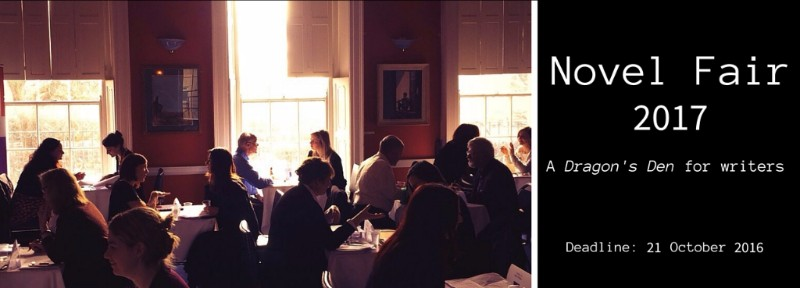 Novel Fair
2017
A Dragon's Den for writers
Deadline: 21 October 2016